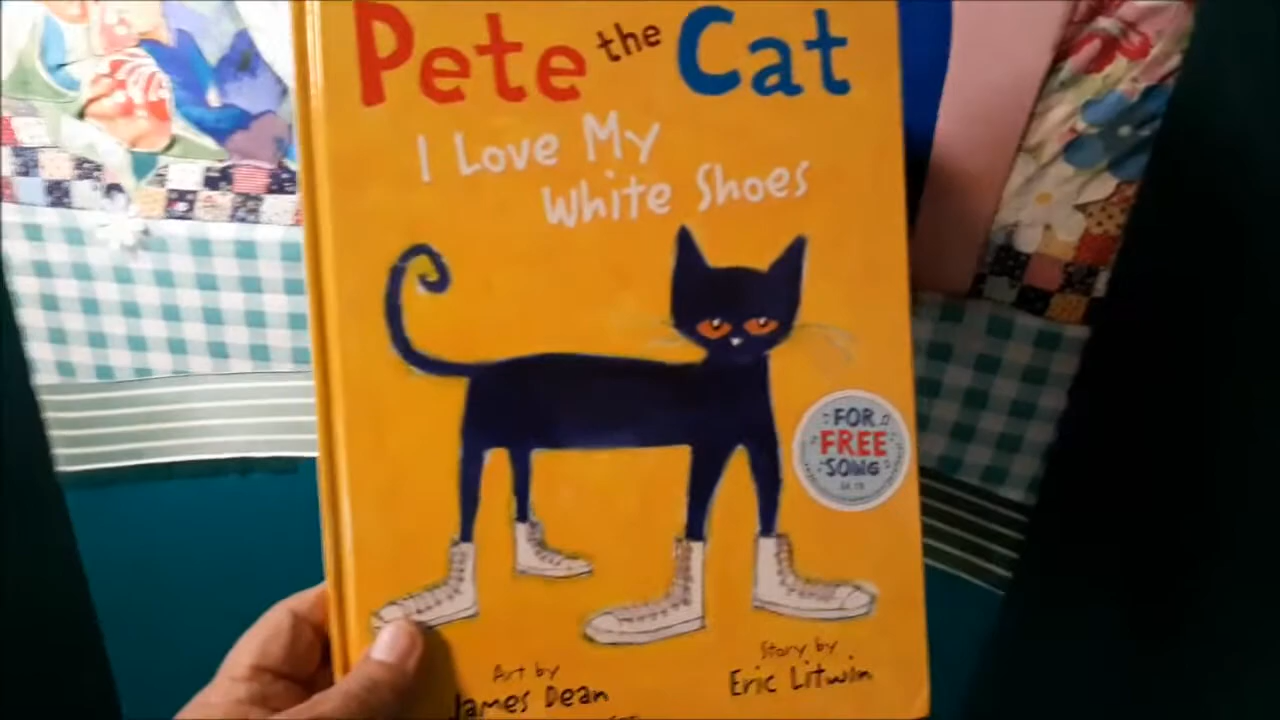 Pete the Cat
I Love My
White Shoes
FOR
FREE
SONG
Art by
James Dean
Story by
Eric Litwin